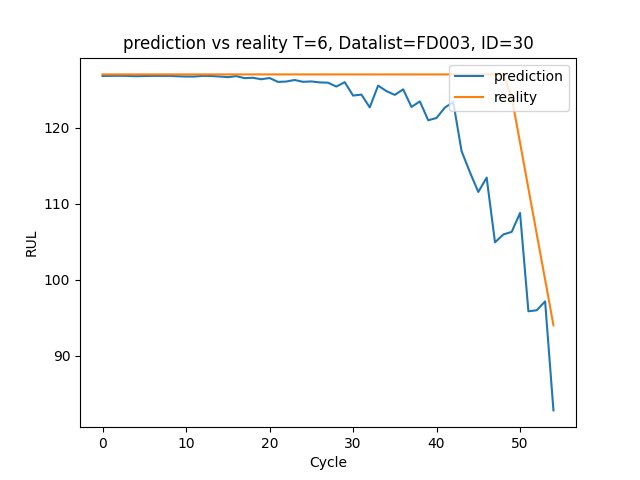 prediction vs reality T=6, Datalist=FD003, ID=30
prediction
reality
RUL
120
110
100
90
0 10 20 30 40 50
Cycle